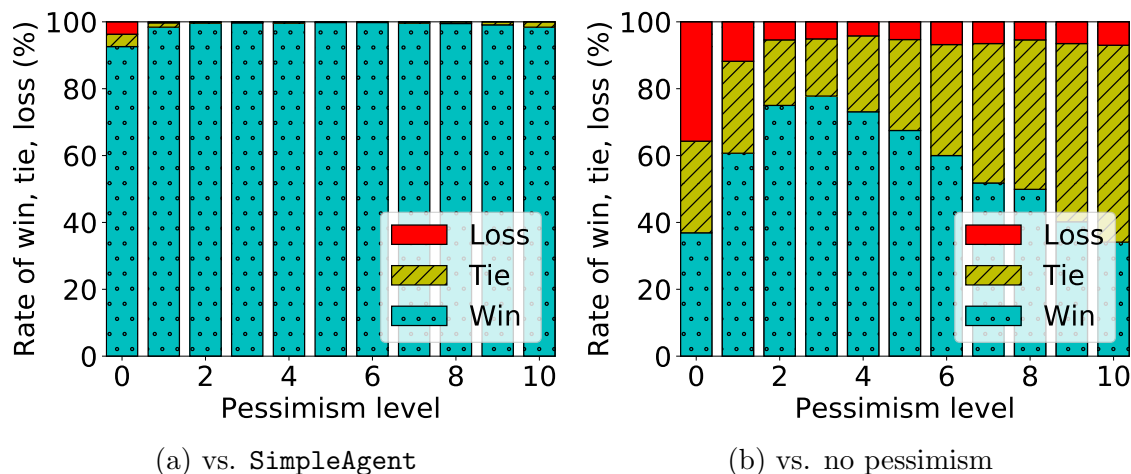 Rate of win, tie, loss (%)
100
80
60
40
20
0
Loss
Tie
Win
0 2 4 6 8 10
Pessimism level
(a) vs. SimpleAgent
Rate of win, tie, loss (%)
100
80
60
40
20
0
Loss
Tie
Win
0 2 4 6 8 10
Pessimism level
(b) vs. no pessimism